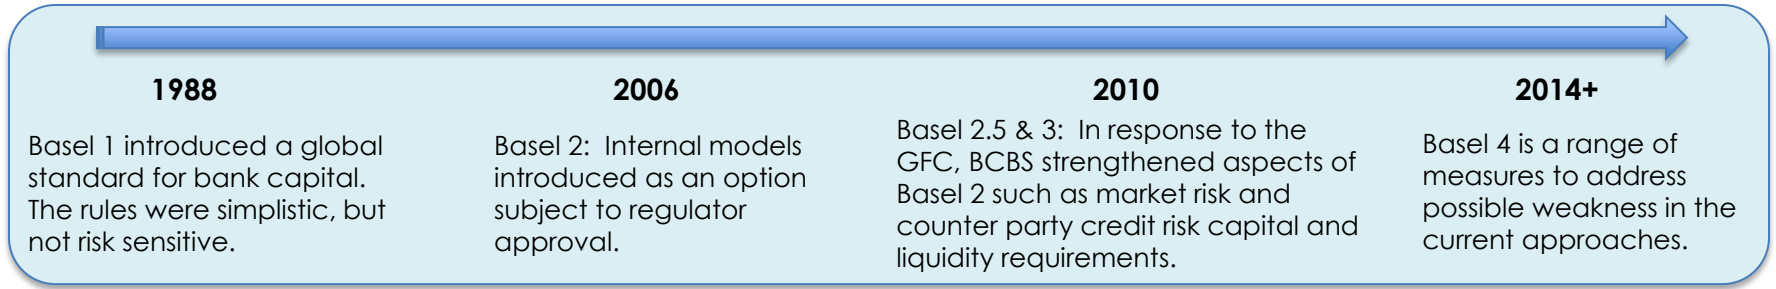 1988
Basel 1 introduced a global
standard for bank capital.
The rules were simplistic, but
not risk sensitive.
2006
Basel 2:  Internal models
introduced as an option
subject to regulator
approval.
2010
Basel 2.5 & 3:  In response to the
GFC, BCBS strengthened aspects of
Basel 2 such as market risk and
counter party credit risk capital and
liquidity requirements.
2014+
Basel 4 is a range of
measures to address
possible weakness in the
current approaches.